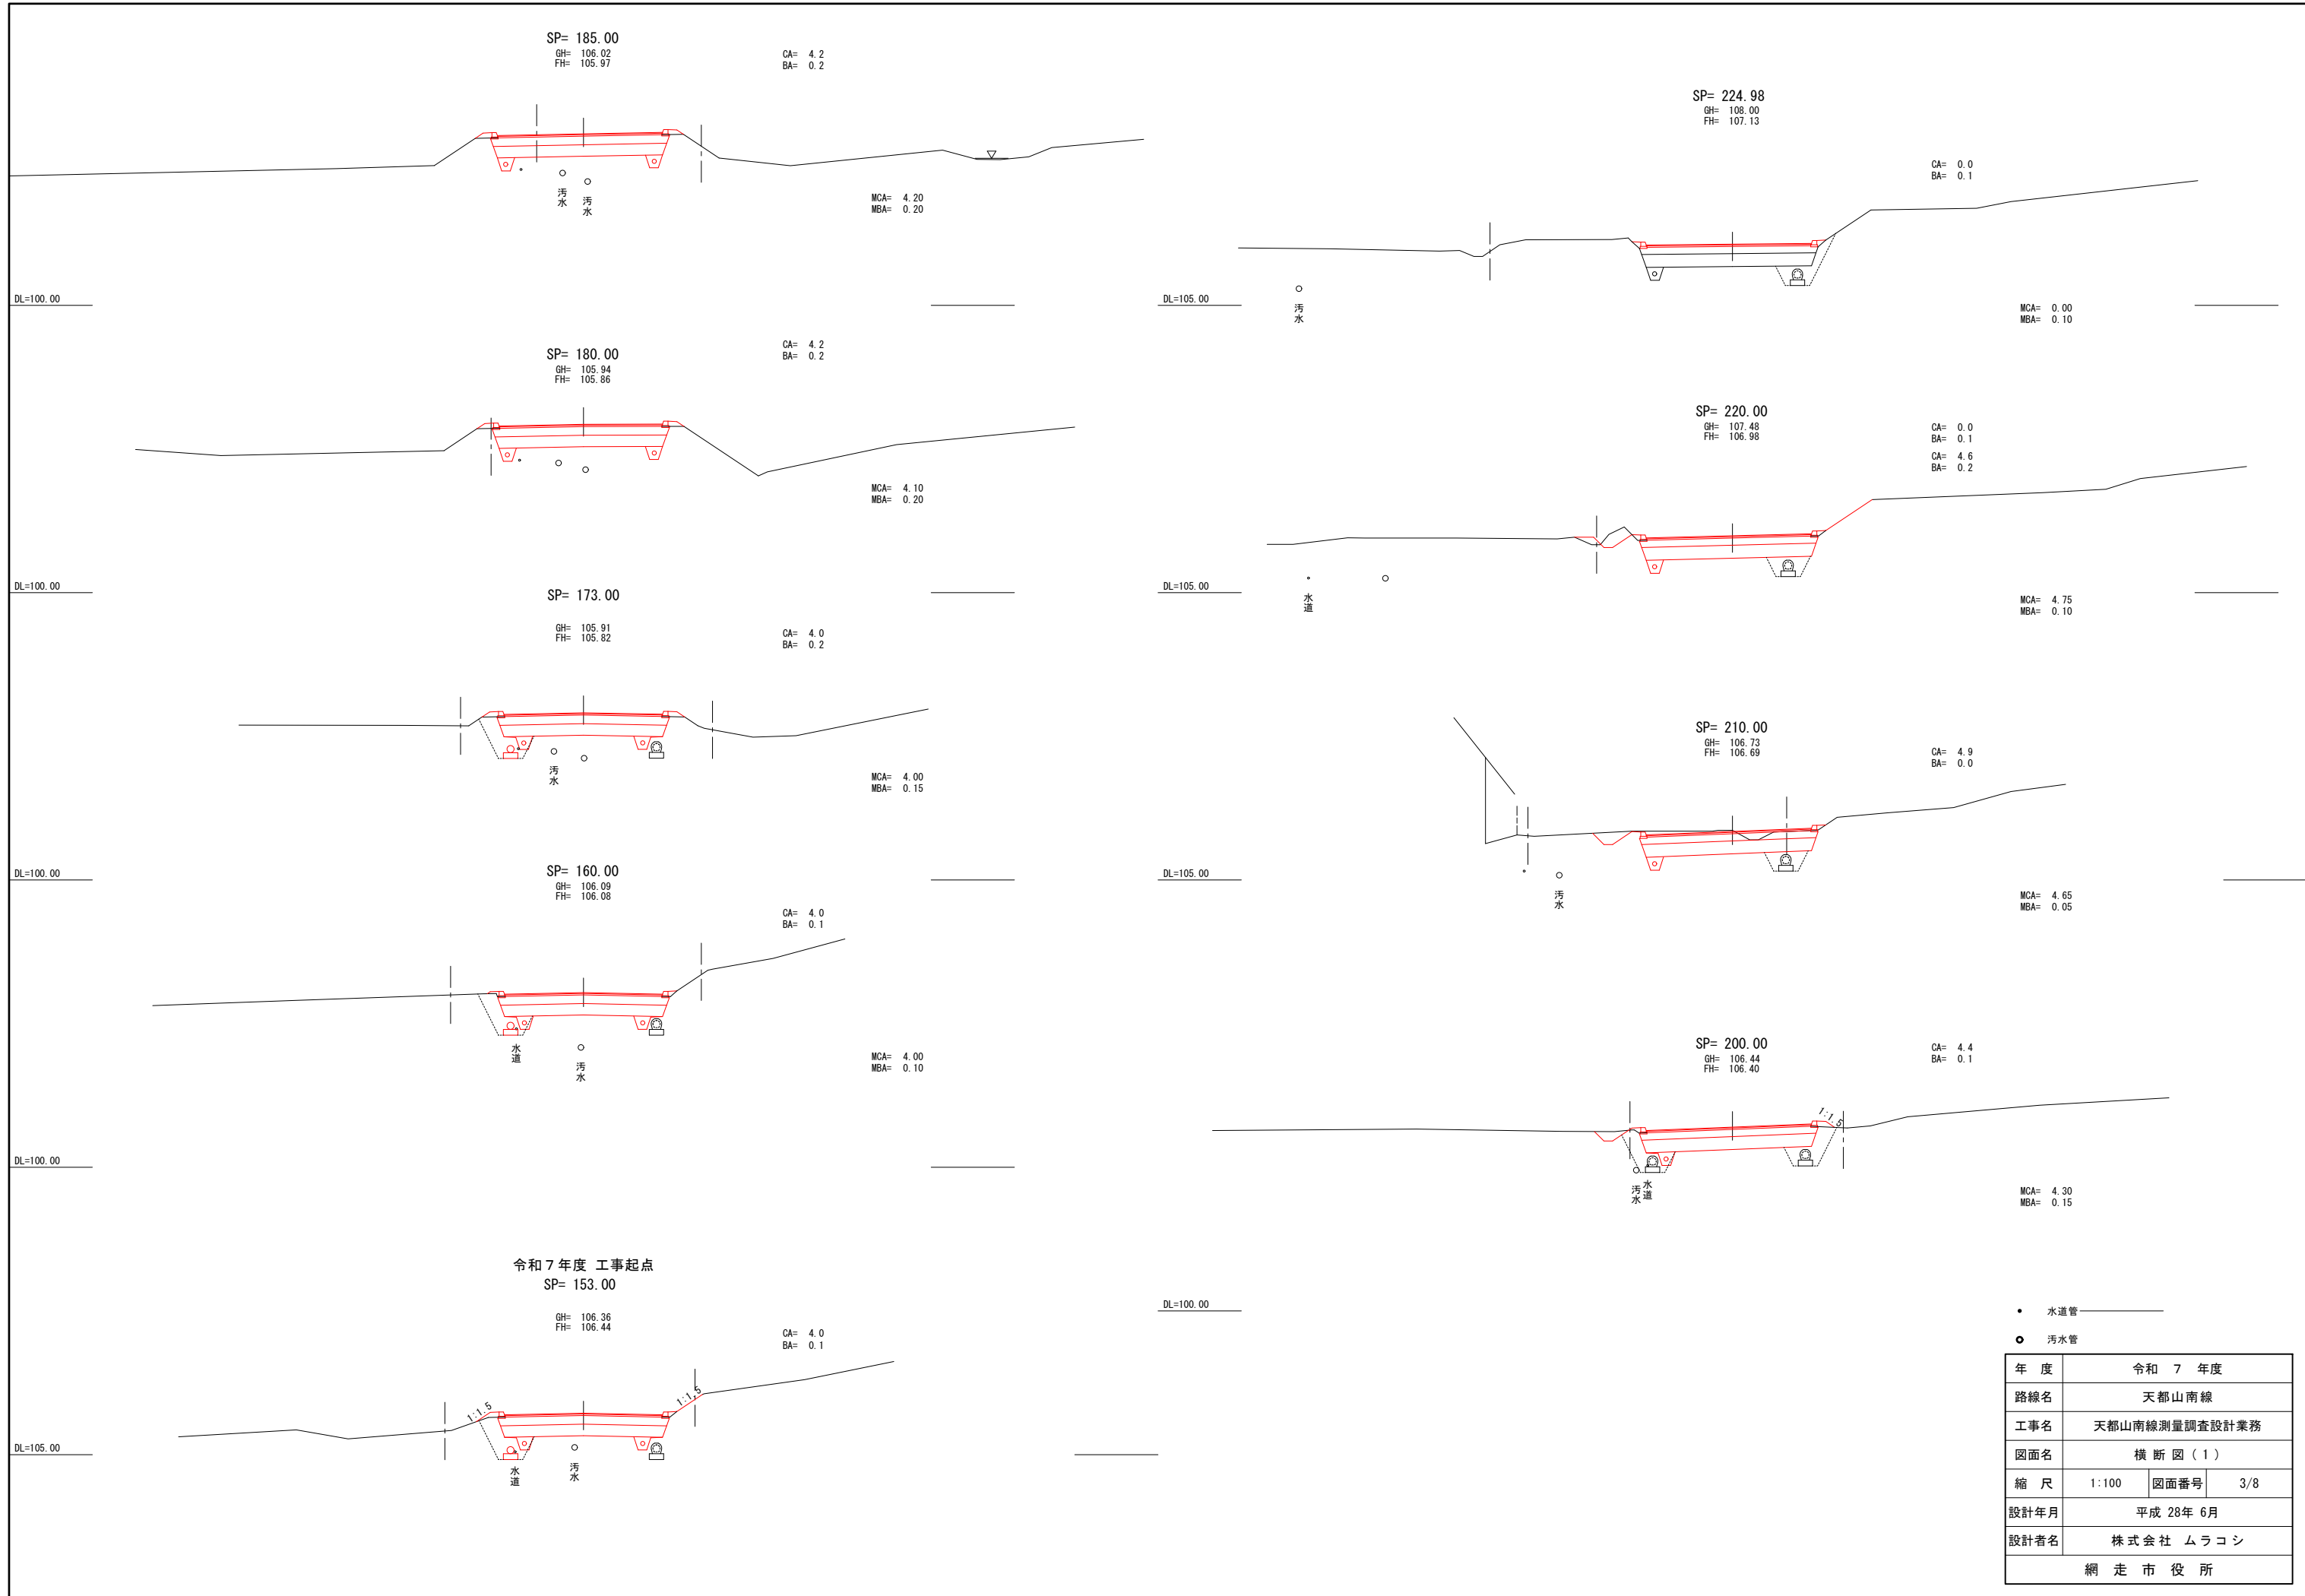 SP= 185.00
GH= 106.02
FH= 105.97
CA= 4.2
BA= 0.2
汚水
汚水
MCA= 4.20
MBA= 0.20
DL=100.00
SP= 180.00
GH= 105.94
FH= 105.86
CA= 4.2
BA= 0.2
MCA= 4.10
MBA= 0.20
DL=100.00
SP= 173.00
GH= 105.91
FH= 105.82
CA= 4.0
BA= 0.2
汚水
MCA= 4.00
MBA= 0.15
DL=100.00
SP= 160.00
GH= 106.09
FH= 106.08
CA= 4.0
BA= 0.1
水道
汚水
MCA= 4.00
MBA= 0.10
DL=100.00
令和7年度 工事起点
SP= 153.00
GH= 106.36
FH= 106.44
CA= 4.0
BA= 0.1
1:1.5
1:1.5
水道
汚水
DL=105.00
SP= 224.98
GH= 108.00
FH= 107.13
CA= 0.0
BA= 0.1
汚水
MCA= 0.00
MBA= 0.10
DL=105.00
SP= 220.00
GH= 107.48
FH= 106.98
CA= 0.0
BA= 0.1
CA= 4.6
BA= 0.2
水道
MCA= 4.75
MBA= 0.10
DL=105.00
SP= 210.00
GH= 106.73
FH= 106.69
CA= 4.9
BA= 0.0
汚水
MCA= 4.65
MBA= 0.05
DL=105.00
SP= 200.00
GH= 106.44
FH= 106.40
CA= 4.4
BA= 0.1
1:1.5
汚水
水道
MCA= 4.30
MBA= 0.15
DL=100.00
水道管
汚水管
年 度 令和 7 年度
路線名 天都山南線
工事名 天都山南線測量調査設計業務
図面名 横断図(1)
縮 尺 1:100 図面番号 3/8
設計年月 平成 28年 6月
設計者名 株式会社 ムラコシ
網走市役所